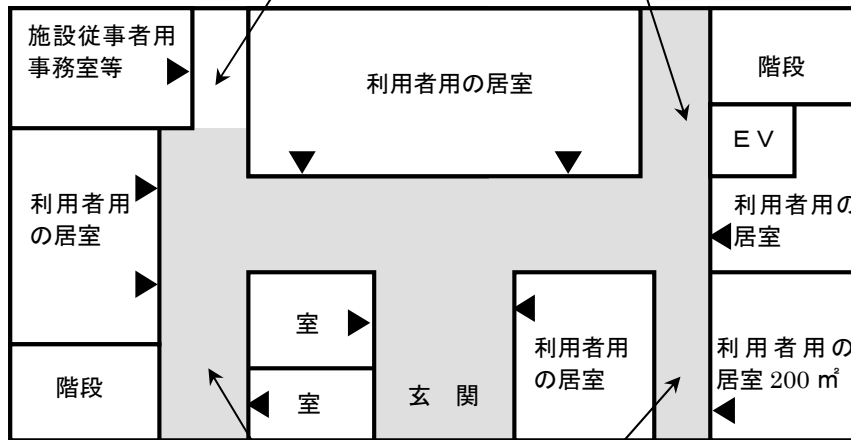 施設従事者用
事務室等
利用者用の居室
階段
ＥＶ
利用者用
の居室
利用者用の
居室
室
利用者用
の居室
利用者用の
居室 200 ㎡
階段
室
玄 関